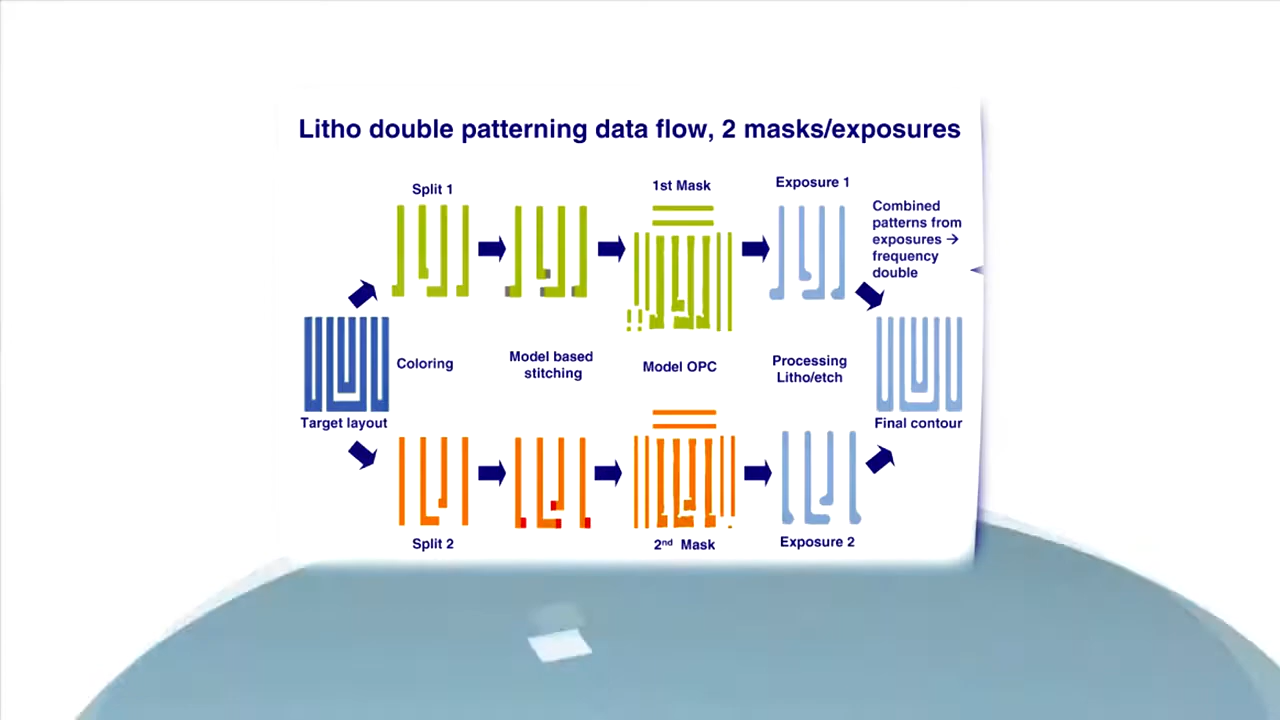 Litho double patterning data flow, 2 masks/exposures
Split 1
1st Mask
Exposure 1
Combined
patterns from
exposures →
frequency
double
Coloring
Model based
stitching
Model OPC
Processing
Litho/etch
Target layout
Final contour
Split 2
2nd Mask
Exposure 2